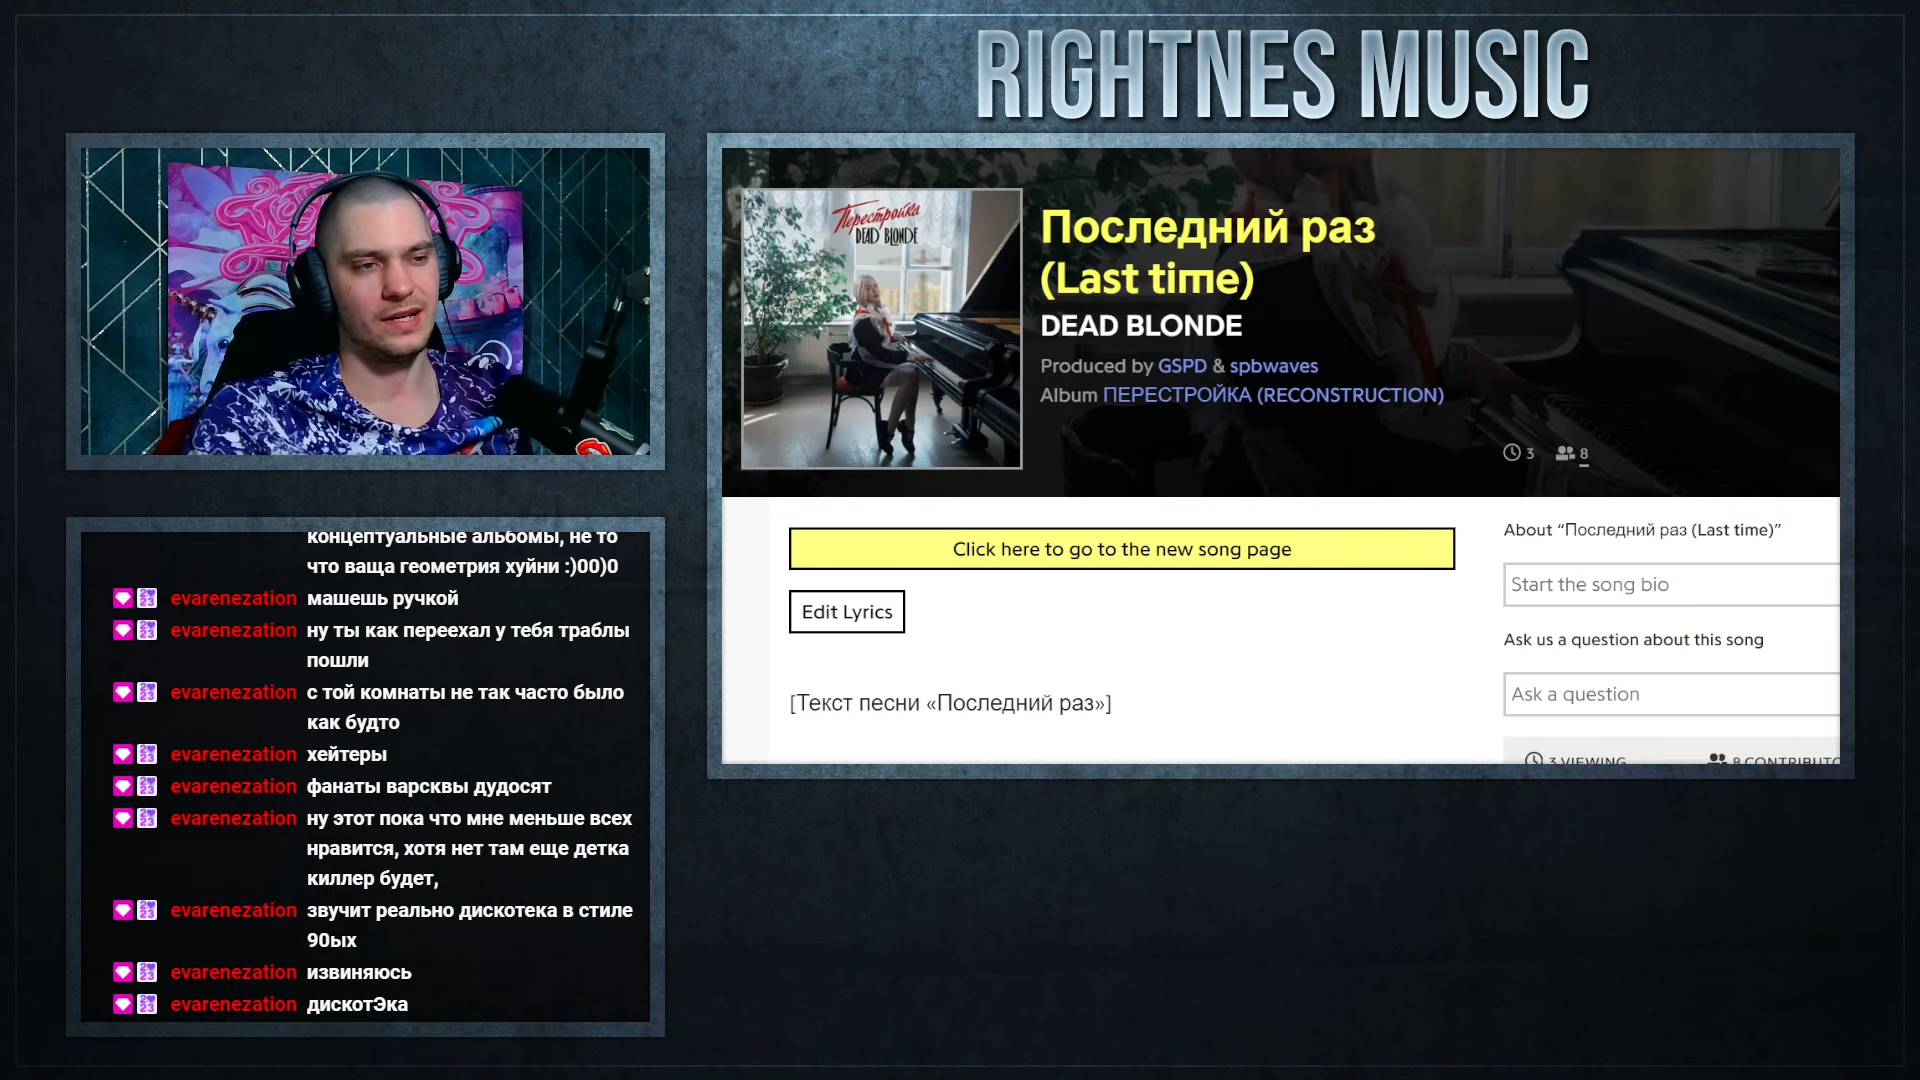 RIGHTNES MUSIC
Перестройка
DEAD BLONDE
Последний раз
(Last time)
DEAD BLONDE
Produced by GSPD & spbwaves
Album ПЕРЕСТРОЙКА (RECONSTRUCTION)
3 8
Click here to go to the new song page
Edit Lyrics
[Текст песни «Последний раз»]
About “Последний раз (Last time)”
Start the song bio
Ask us a question about this song
Ask a question
3 VIEWING 8 CONTRIBUTO
концептуальные альбомы, не то
что ваща геометрия хуйни :)00)0
evarenezation машешь ручкой
evarenezation ну ты как переехал у тебя траблы
пошли
evarenezation с той комнаты не так часто было
как будто
evarenezation хейтеры
evarenezation фанаты варсквы дудосят
evarenezation ну этот пока что мне меньше всех
нравится, хотя нет там еще детка
киллер будет,
evarenezation звучит реально дискотека в стиле
90ых
evarenezation извиняюсь
evarenezation дискотЭка